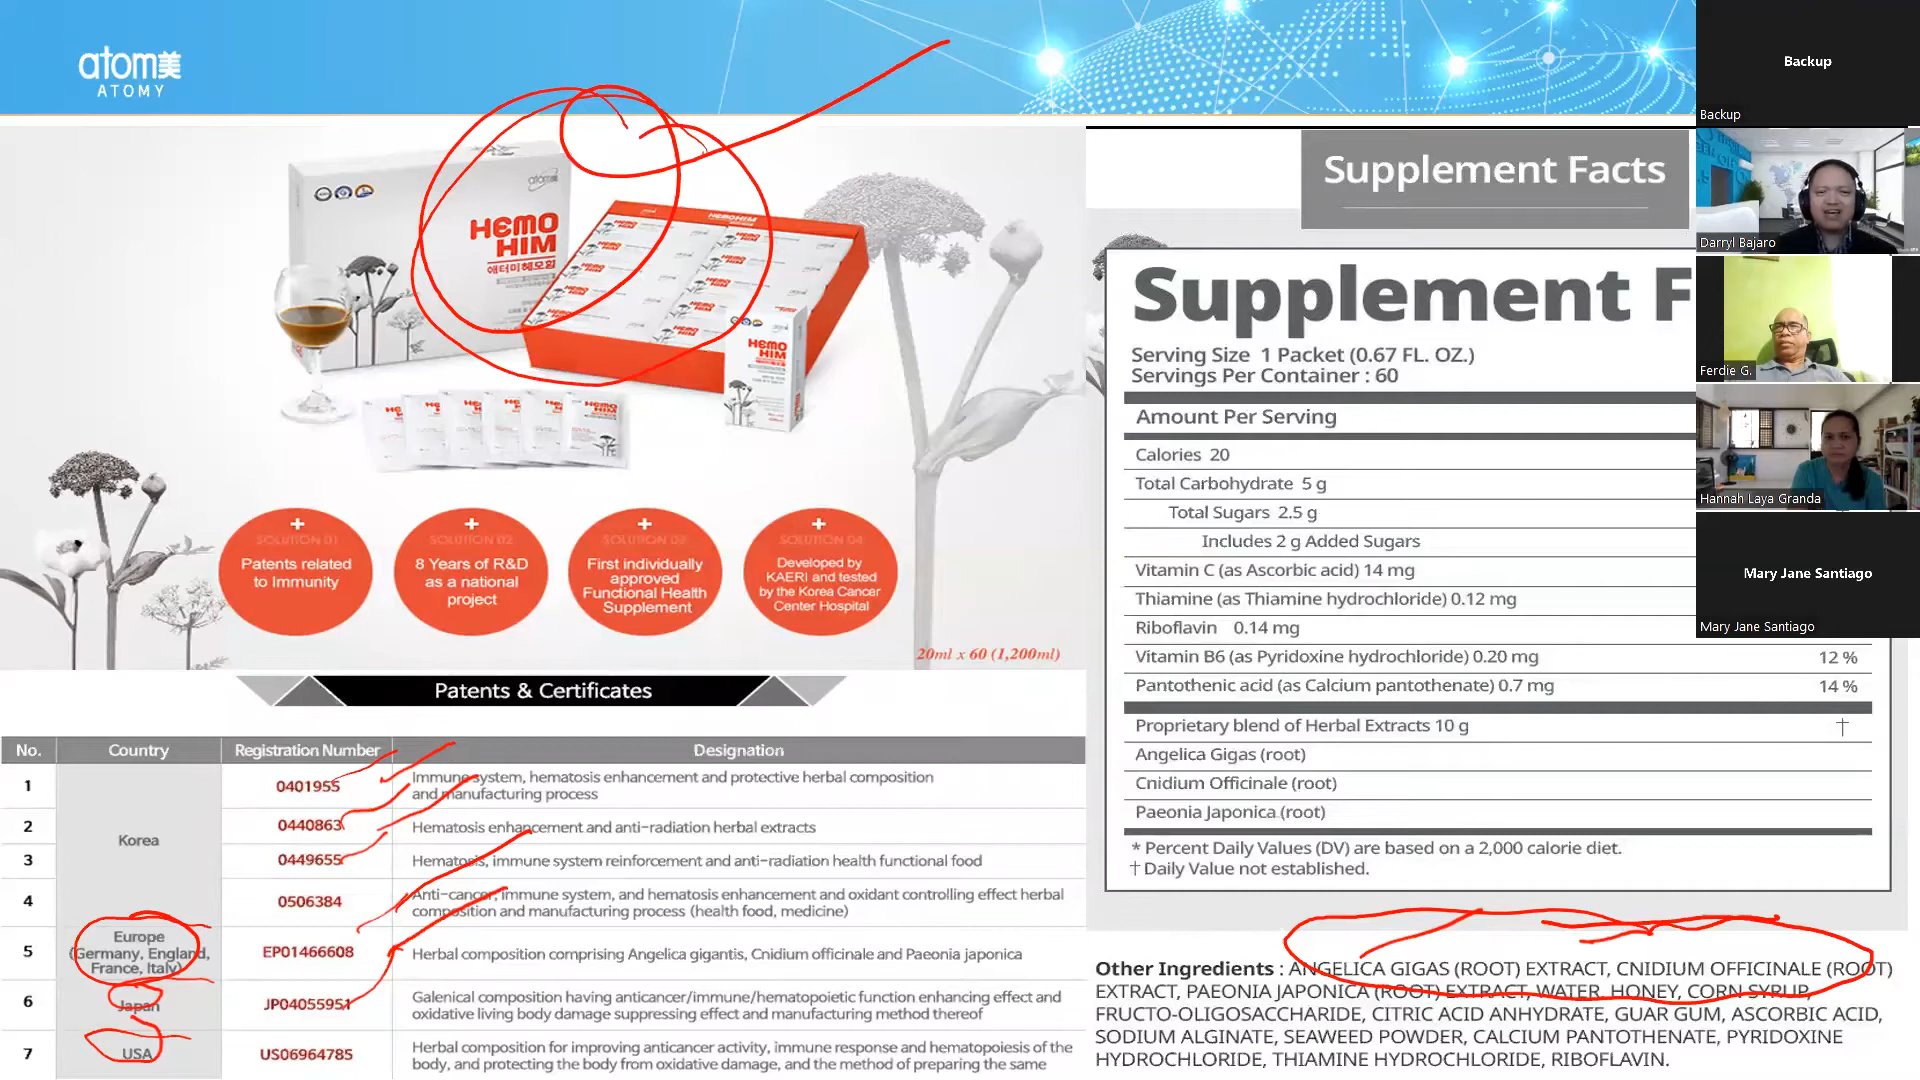 atom美
ATOMY
HEMO
HIM
애터미 헤모힘
HEMOHIM
HEMO
HIM
HEMO
HIM
+
SOLUTION 01
Patents related
to Immunity
+
SOLUTION 02
8 Years of R&D
as a national
project
+
SOLUTION 03
First individually
approved
Functional Health
Supplement
+
SOLUTION 04
Developed by
KAERI and tested
by the Korea Cancer
Center Hospital
20ml x 60 (1,200ml)
Patents & Certificates
No. Country Registration Number Designation
1 0401955 Immune system, hematosis enhancement and protective herbal composition
and manufacturing process
2 0440863 Hematosis enhancement and anti-radiation herbal extracts
Korea
3 0449655 Hematosis, immune system reinforcement and anti-radiation health functional food
4 0506384 Anti-cancer, immune system, and hematosis enhancement and oxidant controlling effect herbal
composition and manufacturing process (health food, medicine)
5 Europe
(Germany, England,
France, Italy) EP01466608 Herbal composition comprising Angelica gigantis, Cnidium officinale and Paeonia japonica
6 Japan JP04055951 Galenical composition having anticancer/immune/hematopoietic function enhancing effect and
oxidative living body damage suppressing effect and manufacturing method thereof
7 USA US06964785 Herbal composition for improving anticancer activity, immune response and hematopoiesis of the
body, and protecting the body from oxidative damage, and the method of preparing the same
Supplement Facts
Supplement F
Serving Size 1 Packet (0.67 FL. OZ.)
Servings Per Container : 60
Amount Per Serving
Calories 20
Total Carbohydrate 5 g
Total Sugars 2.5 g
Includes 2 g Added Sugars
Vitamin C (as Ascorbic acid) 14 mg
Thiamine (as Thiamine hydrochloride) 0.12 mg
Riboflavin 0.14 mg
Vitamin B6 (as Pyridoxine hydrochloride) 0.20 mg 12 %
Pantothenic acid (as Calcium pantothenate) 0.7 mg 14 %
Proprietary blend of Herbal Extracts 10 g †
Angelica Gigas (root)
Cnidium Officinale (root)
Paeonia Japonica (root)
* Percent Daily Values (DV) are based on a 2,000 calorie diet.
† Daily Value not established.
Other Ingredients : ANGELICA GIGAS (ROOT) EXTRACT, CNIDIUM OFFICINALE (ROOT)
EXTRACT, PAEONIA JAPONICA (ROOT) EXTRACT, WATER, HONEY, CORN SYRUP,
FRUCTO-OLIGOSACCHARIDE, CITRIC ACID ANHYDRATE, GUAR GUM, ASCORBIC ACID,
SODIUM ALGINATE, SEAWEED POWDER, CALCIUM PANTOTHENATE, PYRIDOXINE
HYDROCHLORIDE, THIAMINE HYDROCHLORIDE, RIBOFLAVIN.
Backup
Backup
Darryl Bajaro
Ferdie G.
Hannah Laya Granda
Mary Jane Santiago
Mary Jane Santiago